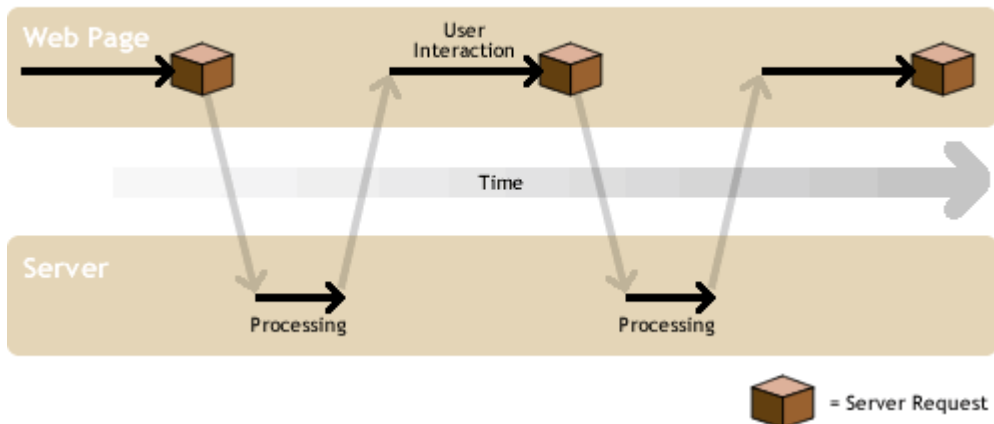 Web Page
User
Interaction
Time
Server
Processing
Processing
= Server Request